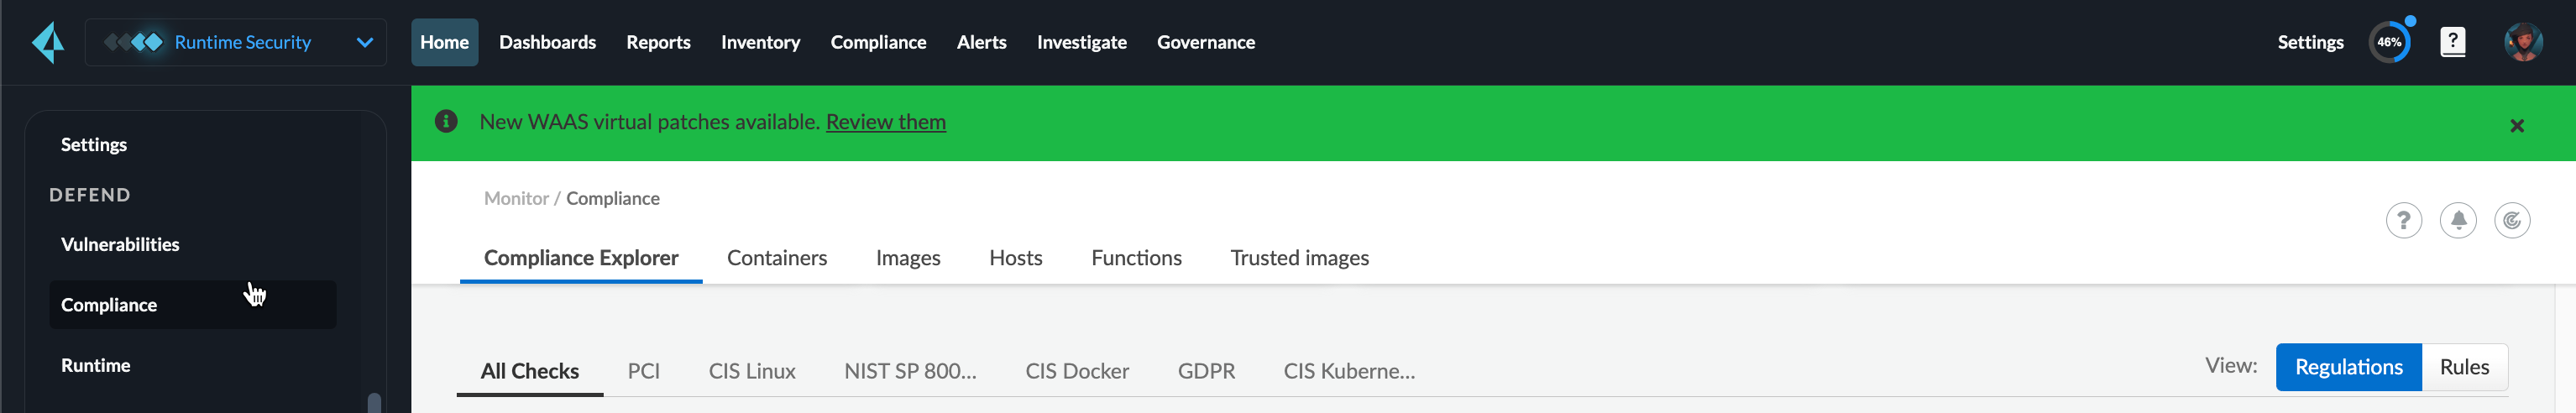 Runtime Security
Home Dashboards Reports Inventory Compliance Alerts Investigate Governance
Settings 46% ?
Settings
DEFEND
Vulnerabilities
Compliance
Runtime
New WAAS virtual patches available. Review them
Monitor / Compliance
?
Compliance Explorer Containers Images Hosts Functions Trusted images
All Checks PCI CIS Linux NIST SP 800... CIS Docker GDPR CIS Kuberne...
View: Regulations Rules